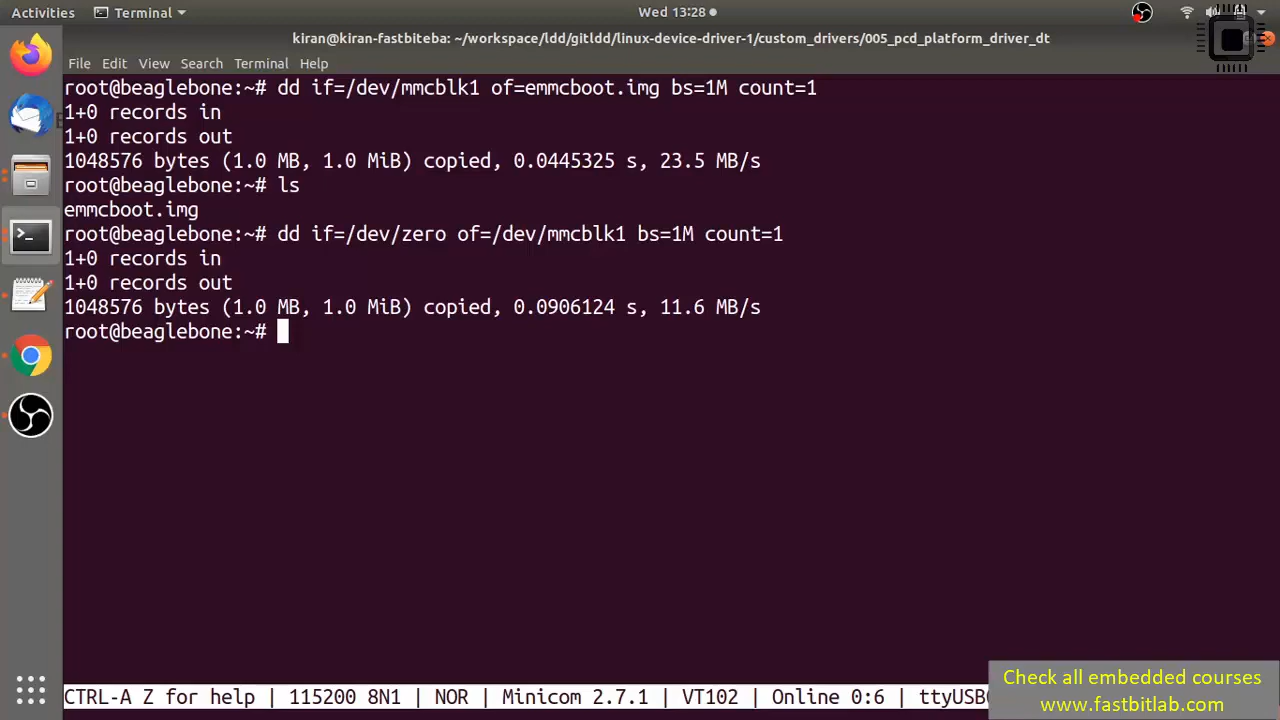 Activities Terminal Wed 13:28
kiran@kiran-fastbiteba: ~/workspace/ldd/gitldd/linux-device-driver-1/custom_drivers/005_pcd_platform_driver_dt
File Edit View Search Terminal Help
root@beaglebone:~# dd if=/dev/mmcblk1 of=emmcboot.img bs=1M count=1
1+0 records in
1+0 records out
1048576 bytes (1.0 MB, 1.0 MiB) copied, 0.0445325 s, 23.5 MB/s
root@beaglebone:~# ls
emmcboot.img
root@beaglebone:~# dd if=/dev/zero of=/dev/mmcblk1 bs=1M count=1
1+0 records in
1+0 records out
1048576 bytes (1.0 MB, 1.0 MiB) copied, 0.0906124 s, 11.6 MB/s
root@beaglebone:~#
CTRL-A Z for help | 115200 8N1 | NOR | Minicom 2.7.1 | VT102 | Online 0:6 | ttyUSB
Check all embedded courses
www.fastbitlab.com